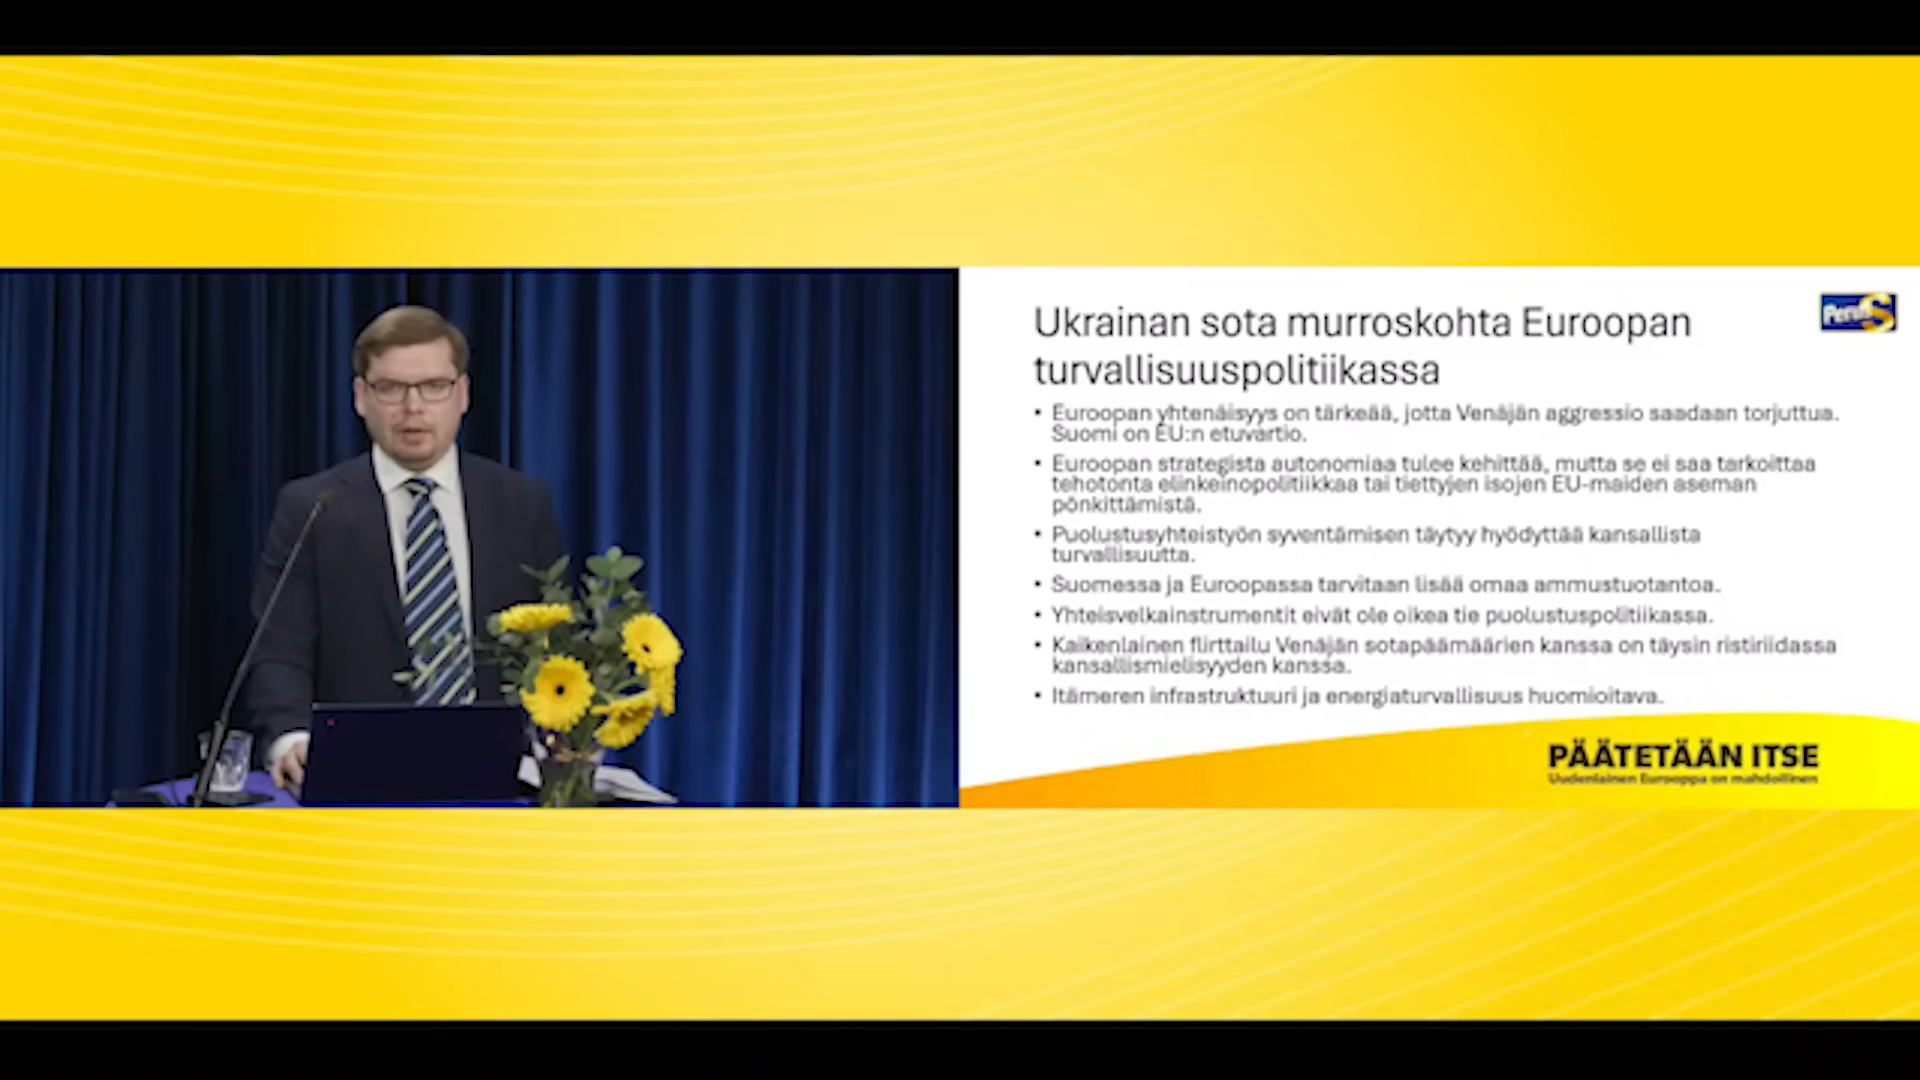 Ukrainan sota murroskohta Euroopan
turvallisuuspolitiikassa
PerusS
• Euroopan yhtenäisyys on tärkeää, jotta Venäjän aggressio saadaan torjuttua.
Suomi on EU:n etuvartio.
• Euroopan strategista autonomiaa tulee kehittää, mutta se ei saa tarkoittaa
tehotonta elinkeinopolitiikkaa tai tiettyjen isojen EU-maiden aseman
pönkittämistä.
• Puolustusyhteistyön syventämisen täytyy hyödyttää kansallista
turvallisuutta.
• Suomessa ja Euroopassa tarvitaan lisää omaa ammustuotantoa.
• Yhteisvelkainstrumentit eivät ole oikea tie puolustuspolitiikassa.
• Kaikenlainen flirttailu Venäjän sotapäämäärien kanssa on täysin ristiriidassa
kansallismielisyyden kanssa.
• Itämeren infrastruktuuri ja energiaturvallisuus huomioitava.
PÄÄTETÄÄN ITSE
Uudenlainen Eurooppa on mahdollinen